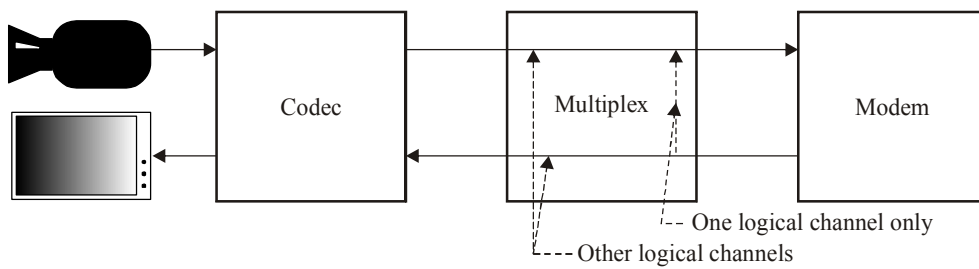 Codec
Multiplex
Modem
One logical channel only
Other logical channels